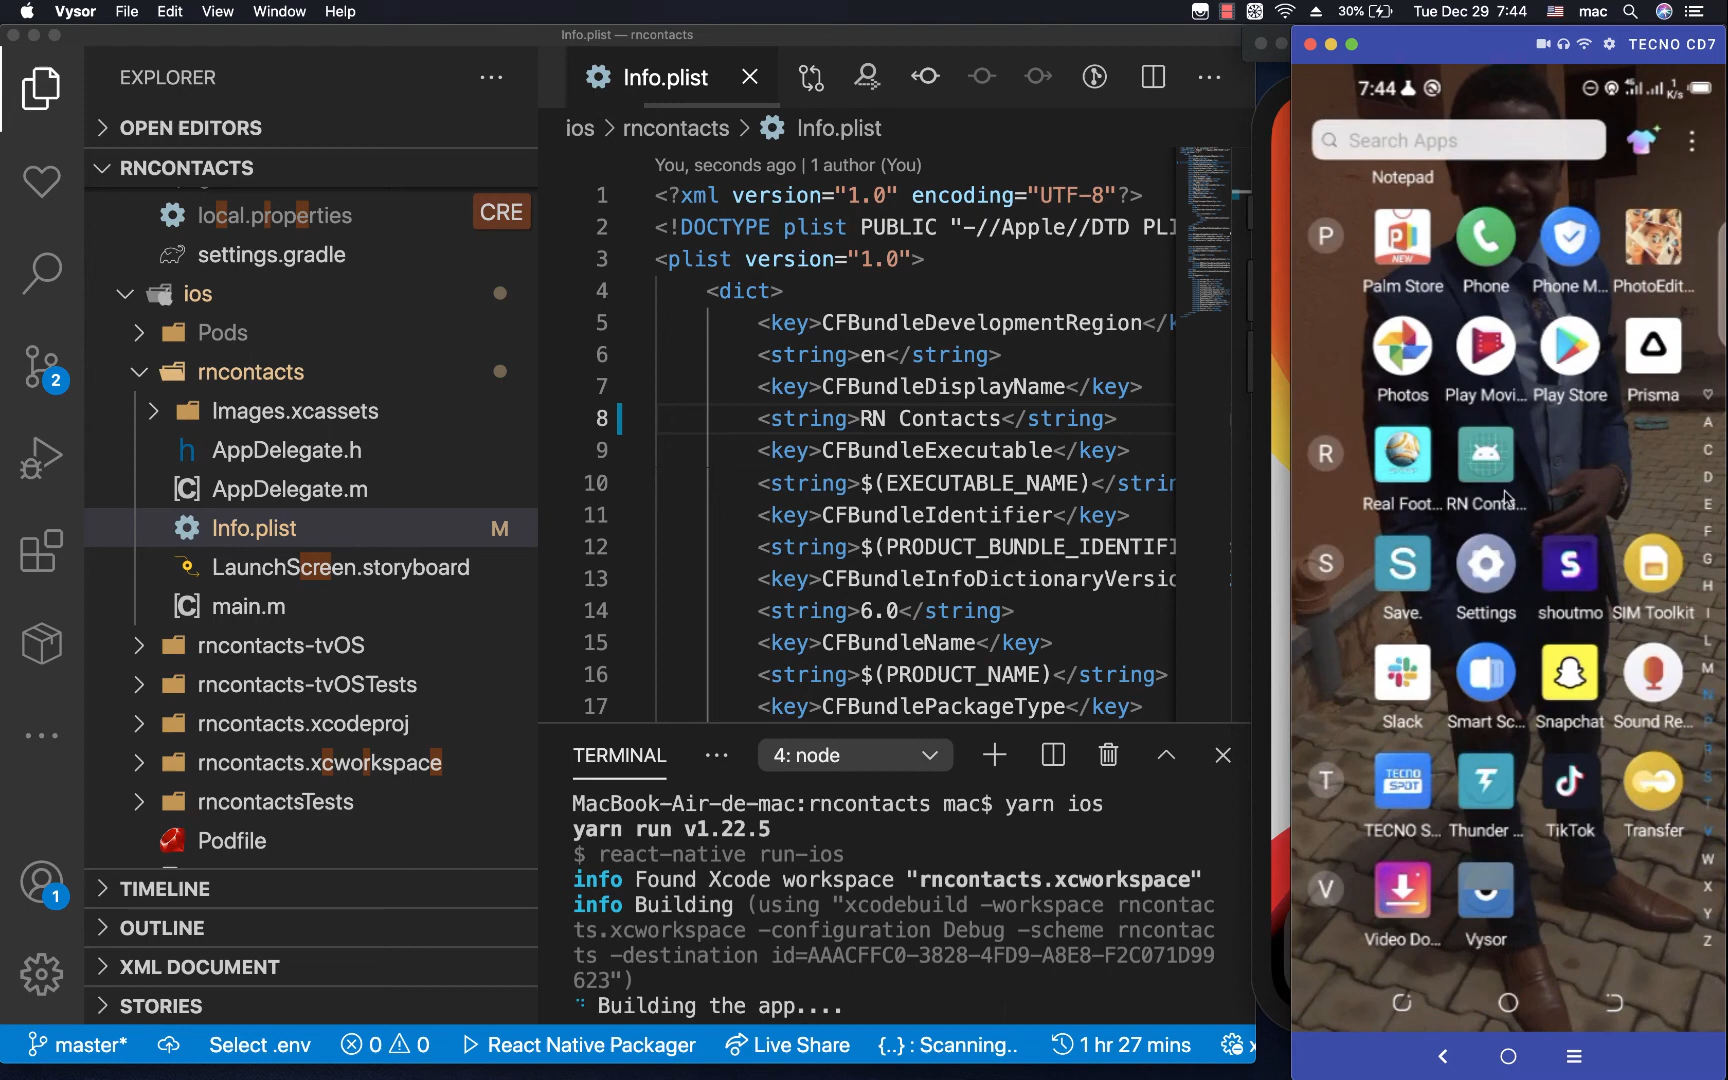 Vysor File Edit View Window Help
30% Tue Dec 29 7:44 mac
Info.plist — rncontacts
EXPLORER
OPEN EDITORS
RNCONTACTS
local.properties CRE
settings.gradle
ios
Pods
rncontacts
Images.xcassets
h AppDelegate.h
[C] AppDelegate.m
Info.plist M
LaunchScreen.storyboard
[C] main.m
rncontacts-tvOS
rncontacts-tvOSTests
rncontacts.xcodeproj
rncontacts.xcworkspace
rncontactsTests
Podfile
TIMELINE
OUTLINE
XML DOCUMENT
STORIES
2
1
Info.plist
ios > rncontacts > Info.plist
You, seconds ago | 1 author (You)
1 <?xml version="1.0" encoding="UTF-8"?>
2 <!DOCTYPE plist PUBLIC "-//Apple//DTD PLI
3 <plist version="1.0">
4 <dict>
5 <key>CFBundleDevelopmentRegion</k
6 <string>en</string>
7 <key>CFBundleDisplayName</key>
8 <string>RN Contacts</string>
9 <key>CFBundleExecutable</key>
10 <string>$(EXECUTABLE_NAME)</strin
11 <key>CFBundleIdentifier</key>
12 <string>$(PRODUCT_BUNDLE_IDENTIFI
13 <key>CFBundleInfoDictionaryVersio
14 <string>6.0</string>
15 <key>CFBundleName</key>
16 <string>$(PRODUCT_NAME)</string>
17 <key>CFBundlePackageType</key>
TERMINAL 4: node
MacBook-Air-de-mac:rncontacts mac$ yarn ios
yarn run v1.22.5
$ react-native run-ios
info Found Xcode workspace "rncontacts.xcworkspace"
info Building (using "xcodebuild -workspace rncontac
ts.xcworkspace -configuration Debug -scheme rncontac
ts -destination id=AAACFFC0-3828-4FD9-A8E8-F2C071D99
623")
Building the app....
master* Select .env 0 0 React Native Packager Live Share {..} : Scanning.. 1 hr 27 mins
TECNO CD7
7:44
Search Apps
Notepad
P
Palm Store Phone Phone M... PhotoEdit...
Photos Play Movi... Play Store Prisma
R
Real Foot... RN Conta...
S
Save. Settings shoutmo SIM Toolkit
Slack Smart Sc... Snapchat Sound Re...
T
TECNO SPOT
TECNO S... Thunder ... TikTok Transfer
V
Video Do... Vysor
A
C
D
E
F
G
H
I
L
M
N
P
R
S
T
V
W
X
Y
Z